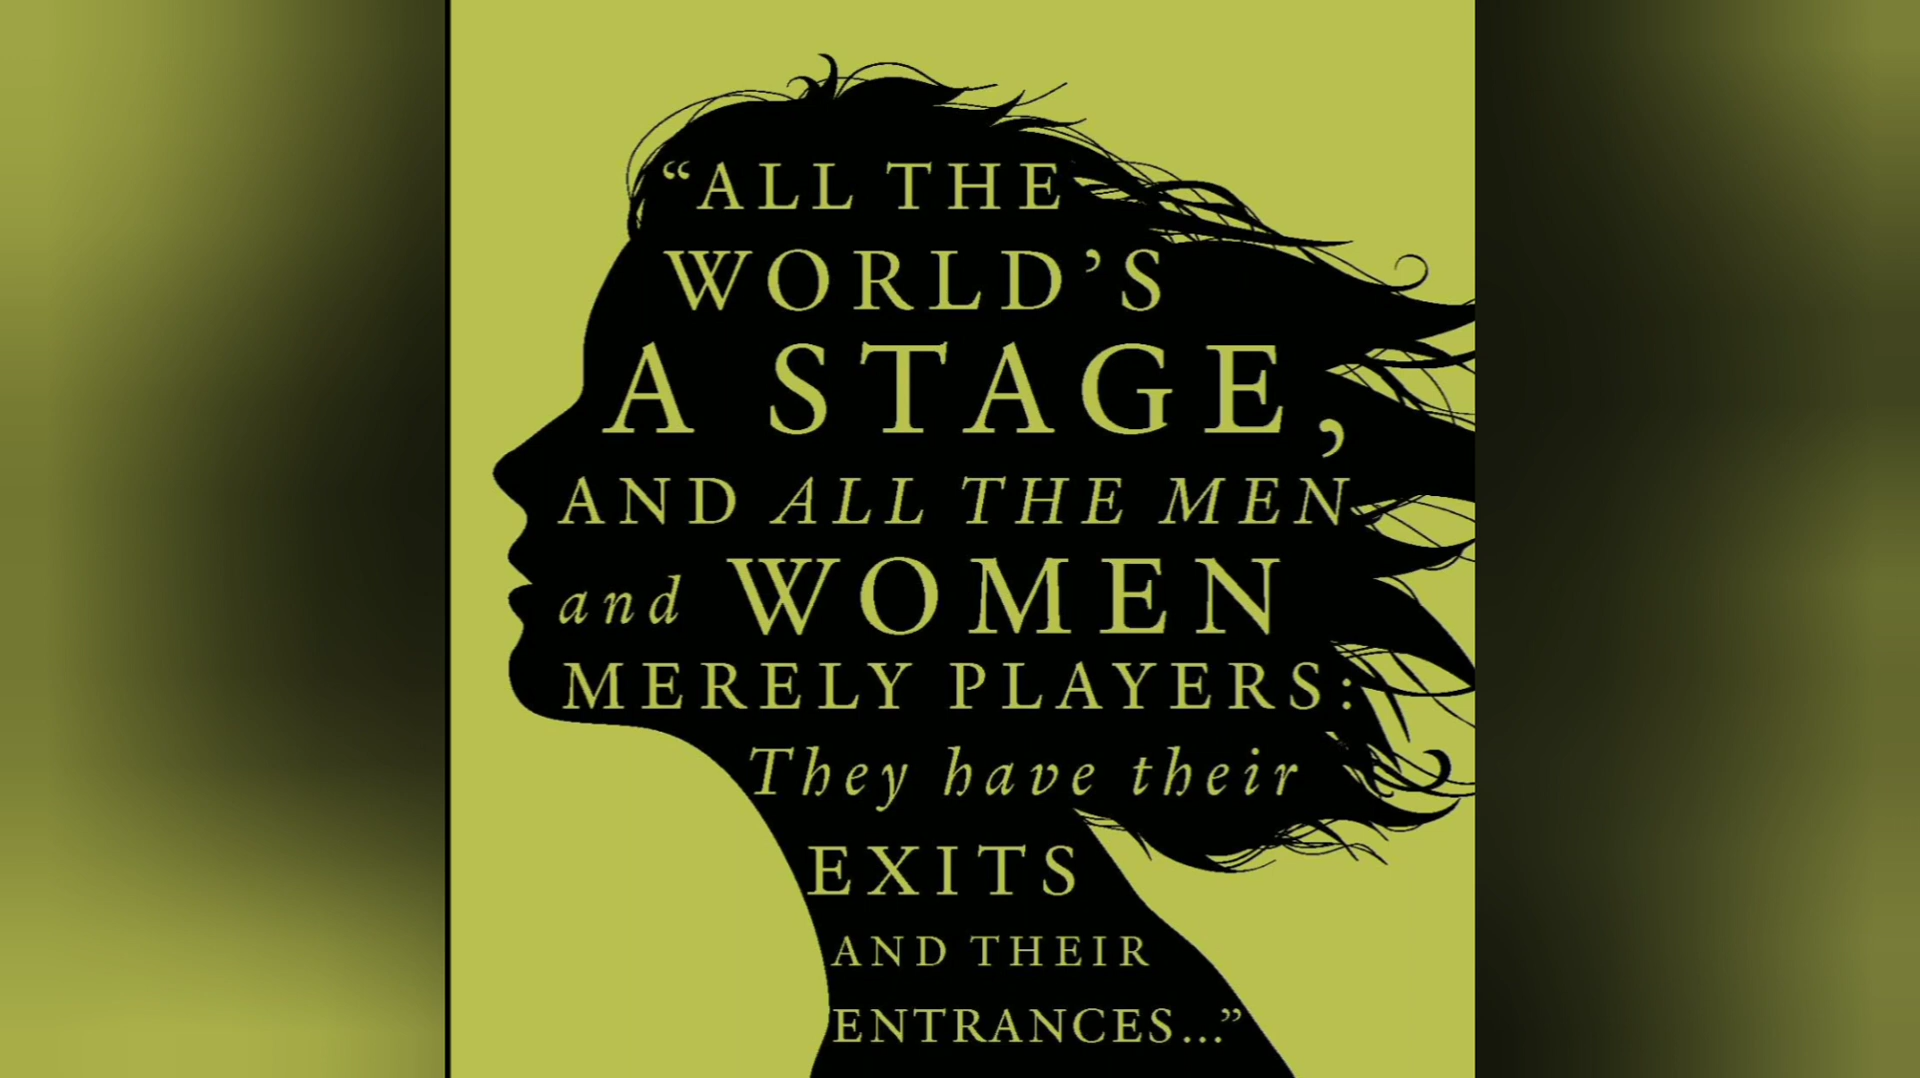 “ALL THE
WORLD’S
A STAGE,
AND ALL THE MEN
and WOMEN
MERELY PLAYERS:
They have their
EXITS
AND THEIR
ENTRANCES...”